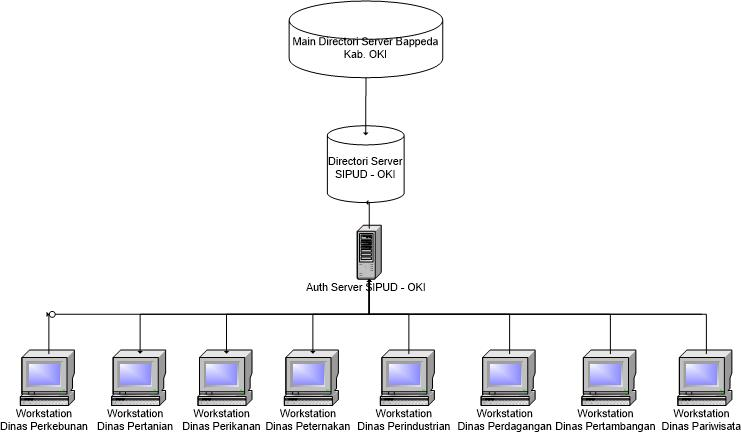 Main Directori Server Bappeda
Kab. OKI
Directori Server
SIPUD - OKI
Auth Server SIPUD - OKI
Workstation
Dinas Perkebunan
Workstation
Dinas Pertanian
Workstation
Dinas Perikanan
Workstation
Dinas Peternakan
Workstation
Dinas Perindustrian
Workstation
Dinas Perdagangan
Workstation
Dinas Pertambangan
Workstation
Dinas Pariwisata